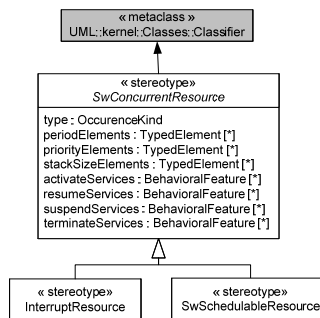 « metaclass »
UML::kernel::Classes::Classifier
« stereotype»
SwConcurrentResource
type : OccurenceKind
periodElements : TypedElement [*]
priorityElements : TypedElement [*]
stackSizeElements : TypedElement [*]
activateServices : BehavioralFeature [*]
resumeServices : BehavioralFeature [*]
suspendServices : BehavioralFeature [*]
terminateServices : BehavioralFeature [*]
« stereotype»
InterruptResource
« stereotype»
SwSchedulableResource